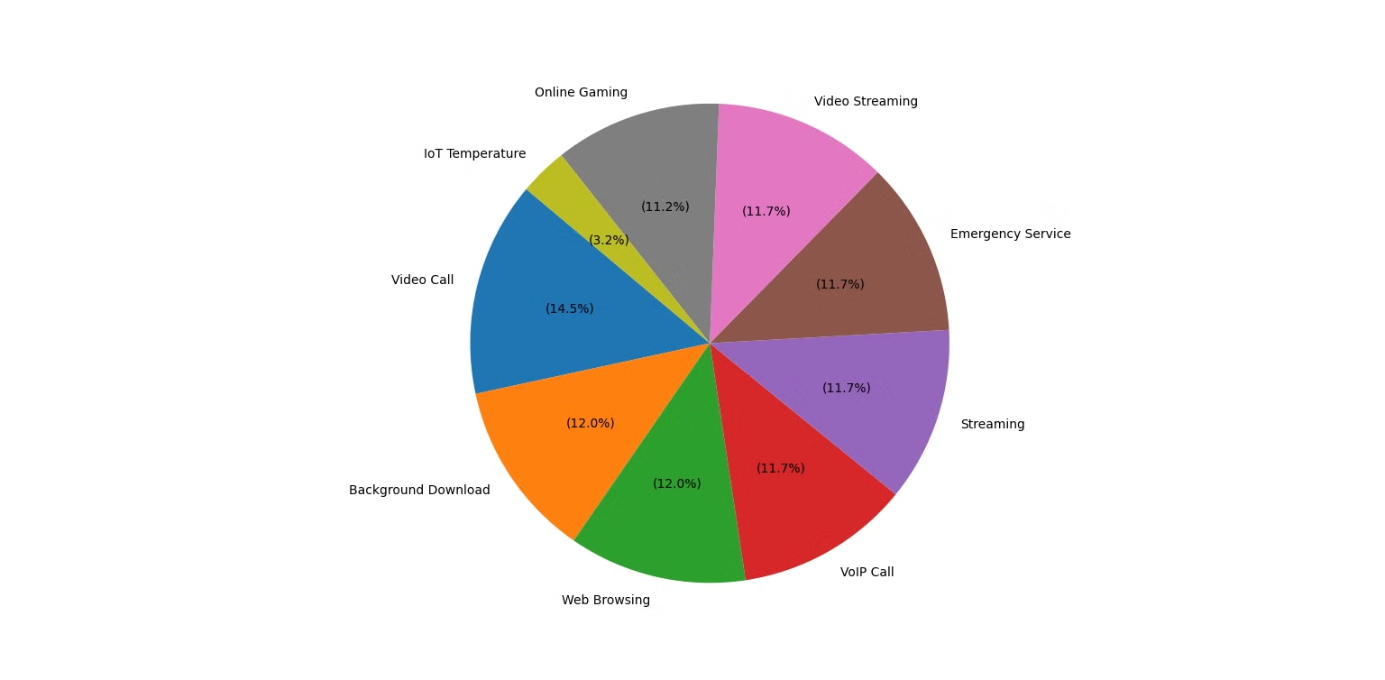 Online Gaming
Video Streaming
IoT Temperature
(11.2%)
(11.7%)
Emergency Service
(3.2%)
Video Call
(14.5%)
(11.7%)
(11.7%)
Streaming
(12.0%)
(12.0%)
(11.7%)
Background Download
VoIP Call
Web Browsing